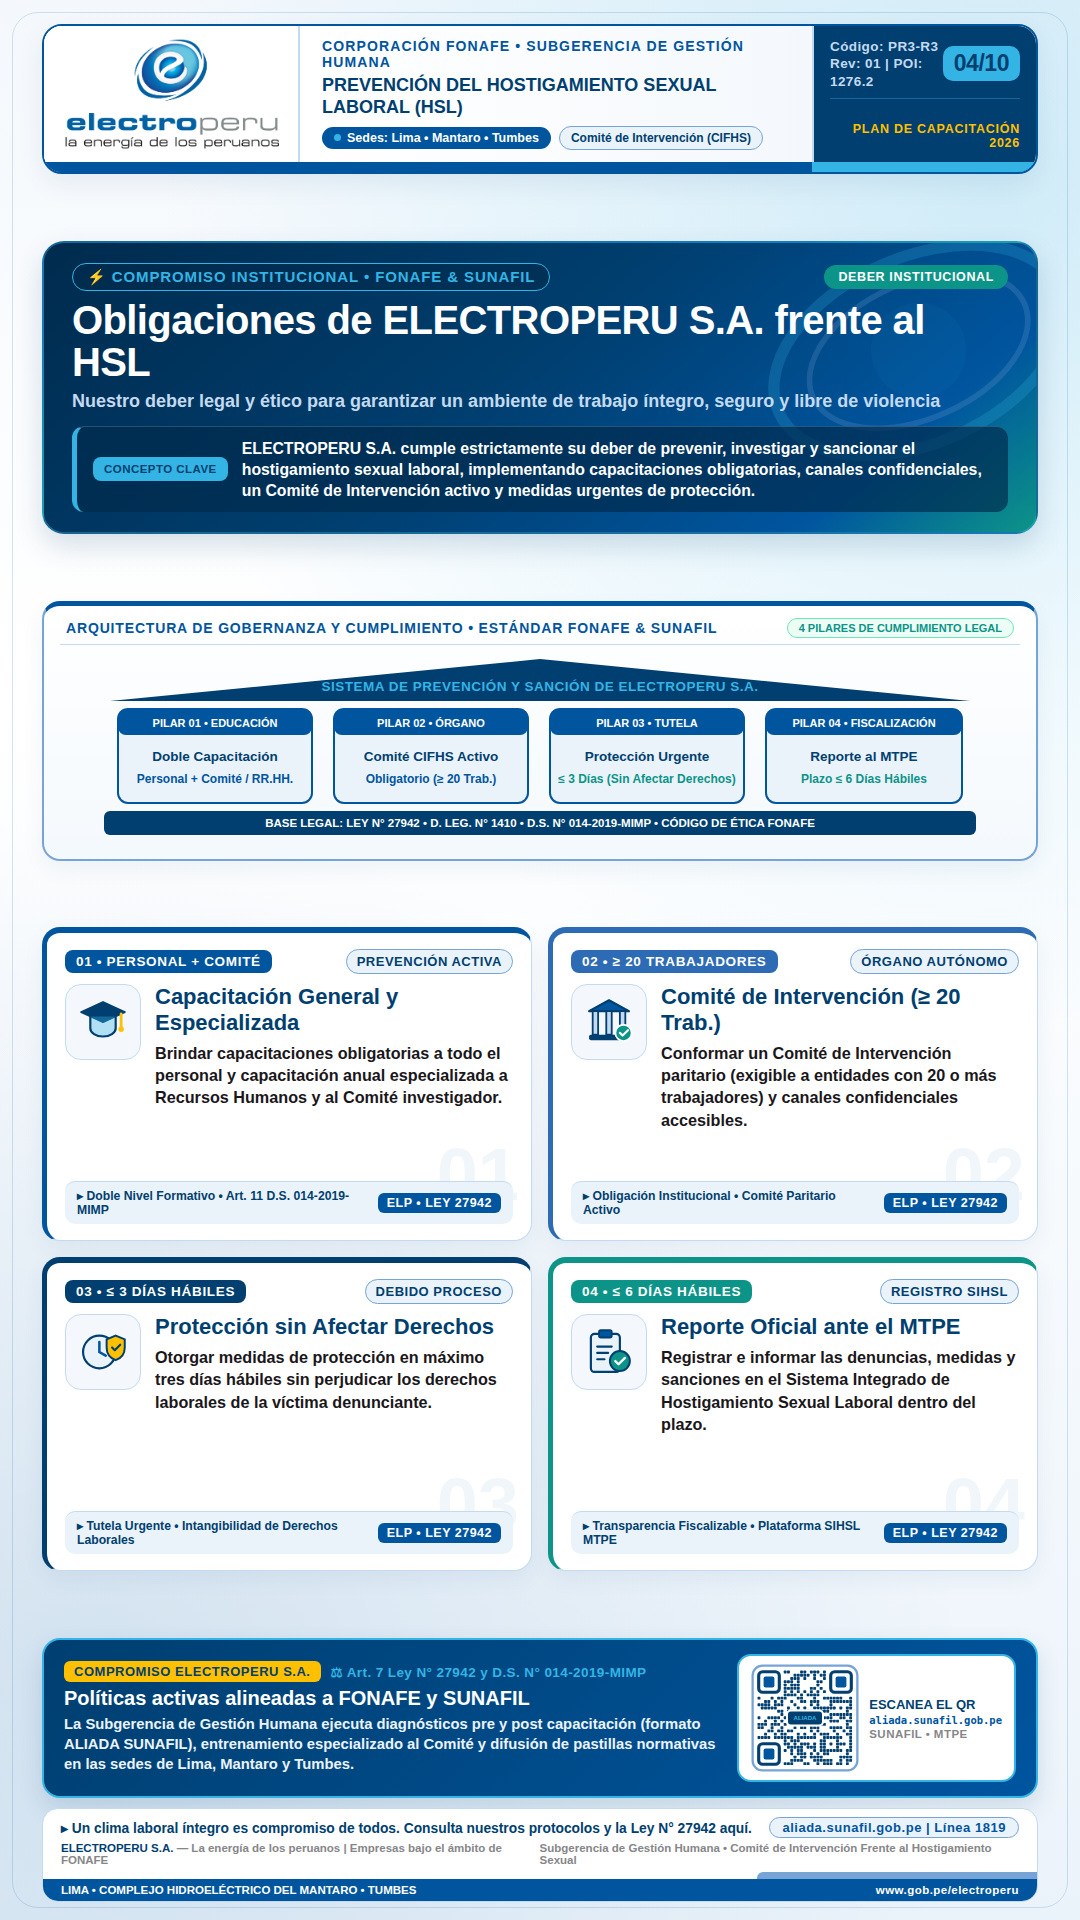 electroperu
la energía de los peruanos
CORPORACIÓN FONAFE • SUBGERENCIA DE GESTIÓN
HUMANA
PREVENCIÓN DEL HOSTIGAMIENTO SEXUAL
LABORAL (HSL)
Sedes: Lima • Mantaro • Tumbes
Comité de Intervención (CIFHS)
Código: PR3-R3
Rev: 01 | POI:
1276.2
04/10
PLAN DE CAPACITACIÓN
2026
⚡ COMPROMISO INSTITUCIONAL • FONAFE & SUNAFIL
DEBER INSTITUCIONAL
Obligaciones de ELECTROPERU S.A. frente al
HSL
Nuestro deber legal y ético para garantizar un ambiente de trabajo íntegro, seguro y libre de violencia
CONCEPTO CLAVE
ELECTROPERU S.A. cumple estrictamente su deber de prevenir, investigar y sancionar el
hostigamiento sexual laboral, implementando capacitaciones obligatorias, canales confidenciales,
un Comité de Intervención activo y medidas urgentes de protección.
ARQUITECTURA DE GOBERNANZA Y CUMPLIMIENTO • ESTÁNDAR FONAFE & SUNAFIL
4 PILARES DE CUMPLIMIENTO LEGAL
SISTEMA DE PREVENCIÓN Y SANCIÓN DE ELECTROPERU S.A.
PILAR 01 • EDUCACIÓN
Doble Capacitación
Personal + Comité / RR.HH.
PILAR 02 • ÓRGANO
Comité CIFHS Activo
Obligatorio (≥ 20 Trab.)
PILAR 03 • TUTELA
Protección Urgente
≤ 3 Días (Sin Afectar Derechos)
PILAR 04 • FISCALIZACIÓN
Reporte al MTPE
Plazo ≤ 6 Días Hábiles
BASE LEGAL: LEY N° 27942 • D. LEG. N° 1410 • D.S. N° 014-2019-MIMP • CÓDIGO DE ÉTICA FONAFE
01 • PERSONAL + COMITÉ
PREVENCIÓN ACTIVA
Capacitación General y
Especializada
Brindar capacitaciones obligatorias a todo el
personal y capacitación anual especializada a
Recursos Humanos y al Comité investigador.
01
▸ Doble Nivel Formativo • Art. 11 D.S. 014-2019-
MIMP
ELP • LEY 27942
02 • ≥ 20 TRABAJADORES
ÓRGANO AUTÓNOMO
Comité de Intervención (≥ 20
Trab.)
Conformar un Comité de Intervención
paritario (exigible a entidades con 20 o más
trabajadores) y canales confidenciales
accesibles.
02
▸ Obligación Institucional • Comité Paritario
Activo
ELP • LEY 27942
03 • ≤ 3 DÍAS HÁBILES
DEBIDO PROCESO
Protección sin Afectar Derechos
Otorgar medidas de protección en máximo
tres días hábiles sin perjudicar los derechos
laborales de la víctima denunciante.
03
▸ Tutela Urgente • Intangibilidad de Derechos
Laborales
ELP • LEY 27942
04 • ≤ 6 DÍAS HÁBILES
REGISTRO SIHSL
Reporte Oficial ante el MTPE
Registrar e informar las denuncias, medidas y
sanciones en el Sistema Integrado de
Hostigamiento Sexual Laboral dentro del
plazo.
04
▸ Transparencia Fiscalizable • Plataforma SIHSL
MTPE
ELP • LEY 27942
COMPROMISO ELECTROPERU S.A.
⚖ Art. 7 Ley N° 27942 y D.S. N° 014-2019-MIMP
Políticas activas alineadas a FONAFE y SUNAFIL
La Subgerencia de Gestión Humana ejecuta diagnósticos pre y post capacitación (formato
ALIADA SUNAFIL), entrenamiento especializado al Comité y difusión de pastillas normativas
en las sedes de Lima, Mantaro y Tumbes.
ALIADA
ESCANEA EL QR
aliada.sunafil.gob.pe
SUNAFIL • MTPE
▸ Un clima laboral íntegro es compromiso de todos. Consulta nuestros protocolos y la Ley N° 27942 aquí.
aliada.sunafil.gob.pe | Línea 1819
ELECTROPERU S.A. — La energía de los peruanos | Empresas bajo el ámbito de
FONAFE
Subgerencia de Gestión Humana • Comité de Intervención Frente al Hostigamiento
Sexual
LIMA • COMPLEJO HIDROELÉCTRICO DEL MANTARO • TUMBES
www.gob.pe/electroperu